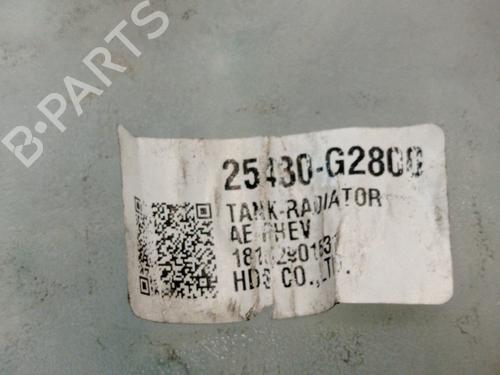 B-PARTS
25430-G2800
TANK-RADIATOR
AE PHEV
HDS CO.,LTD.